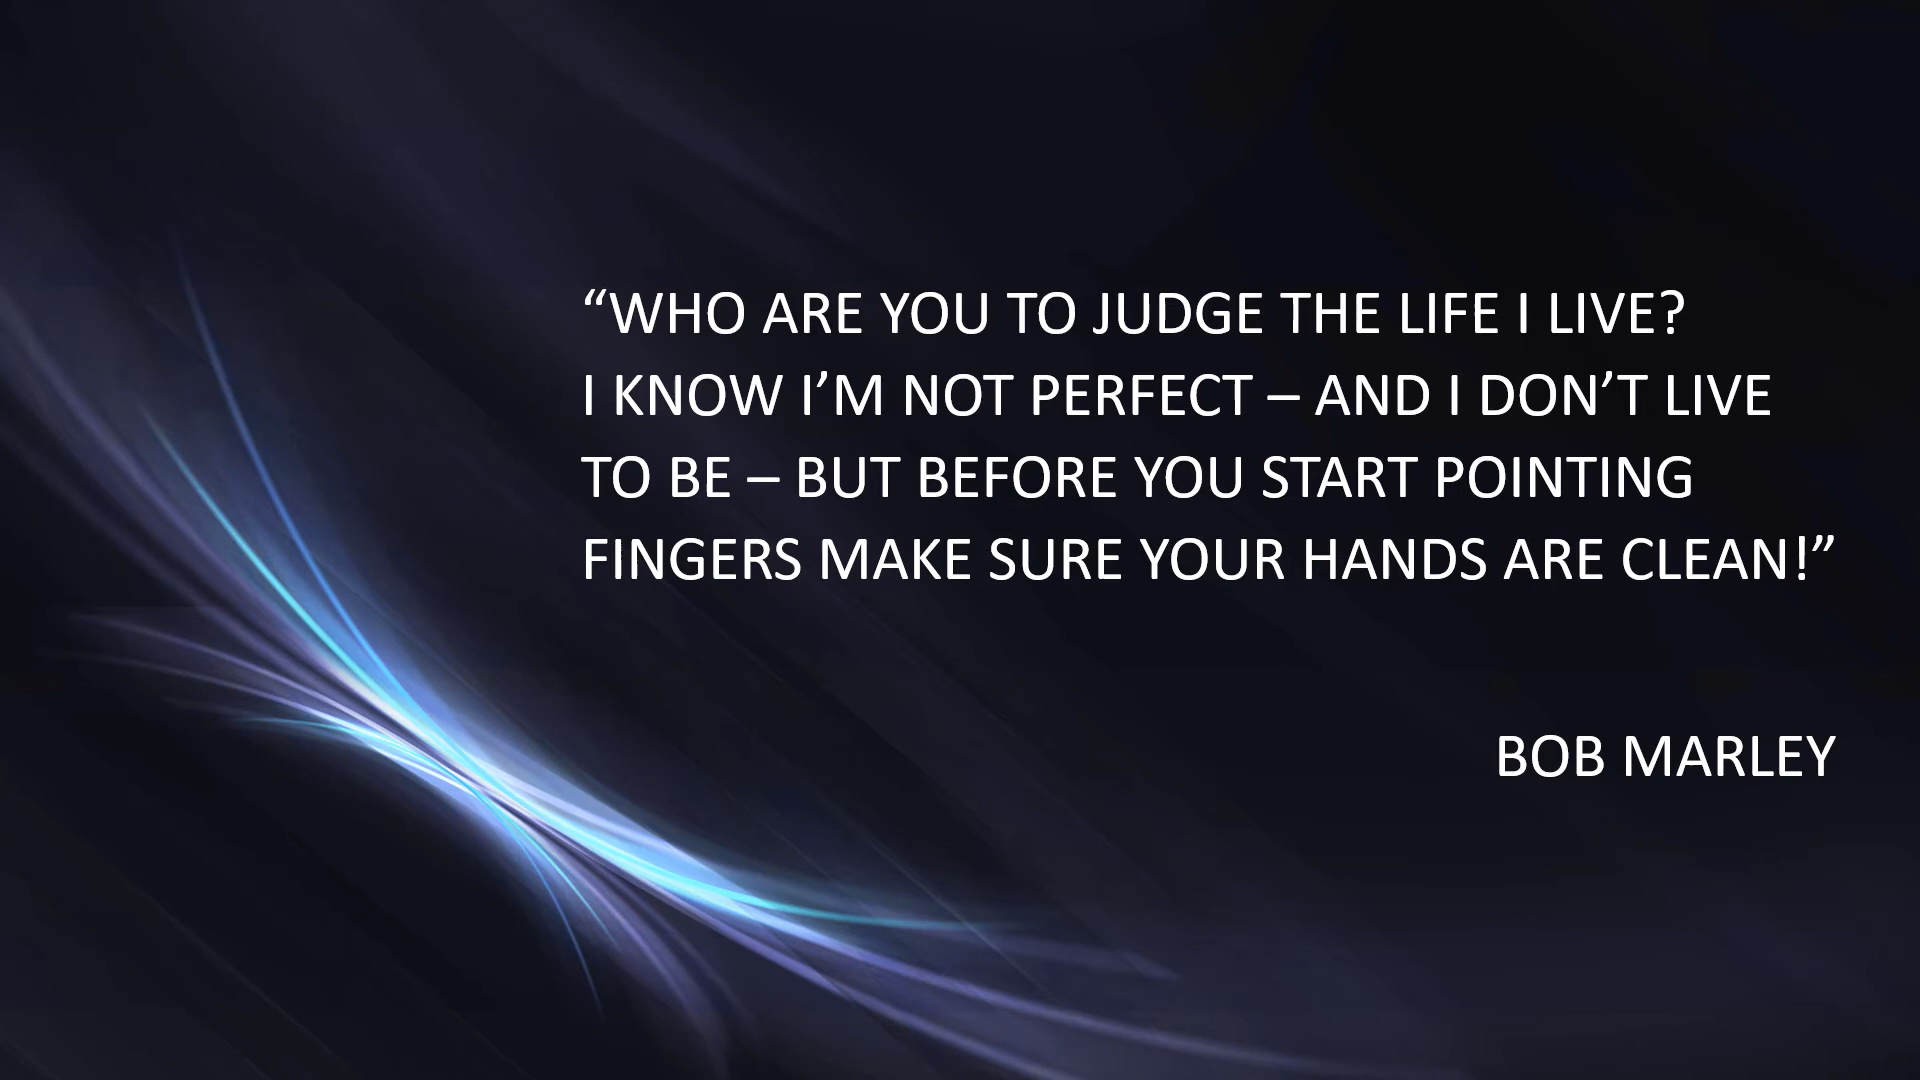 “WHO ARE YOU TO JUDGE THE LIFE I LIVE?
I KNOW I’M NOT PERFECT – AND I DON’T LIVE
TO BE – BUT BEFORE YOU START POINTING
FINGERS MAKE SURE YOUR HANDS ARE CLEAN!”
BOB MARLEY